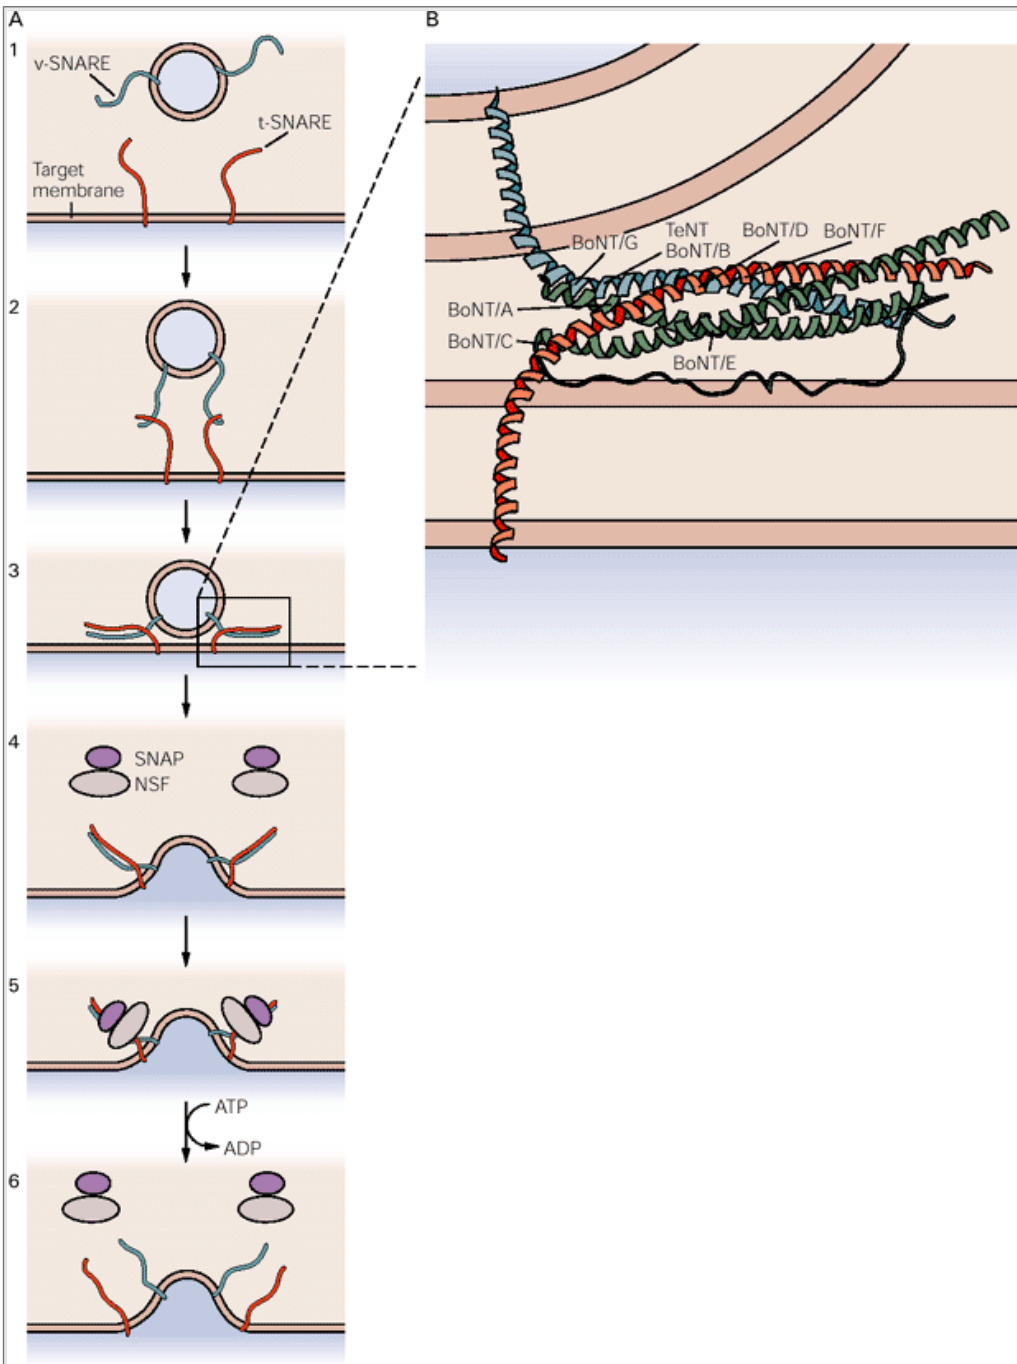 A
1
v-SNARE
t-SNARE
Target
membrane
2
3
4
SNAP
NSF
5
ATP
ADP
6
B
BoNT/G
TeNT
BoNT/B
BoNT/D
BoNT/F
BoNT/A
BoNT/C
BoNT/E